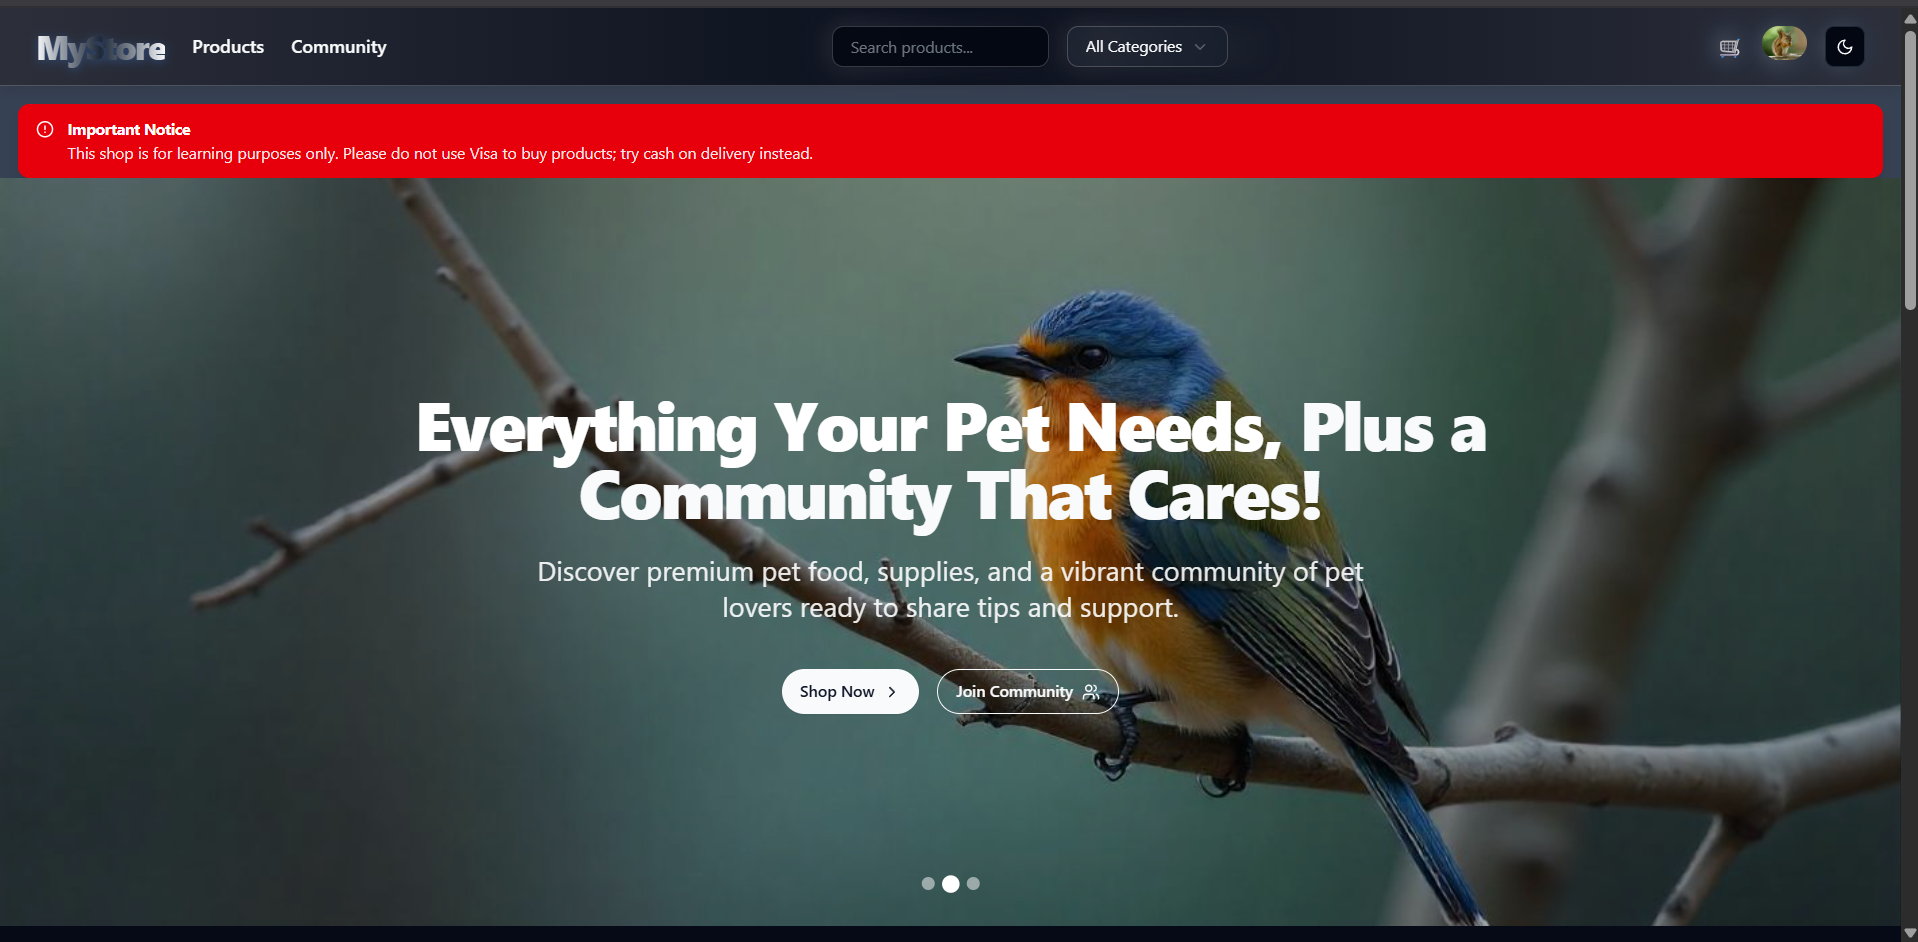 MyStore
Products
Community
Search products...
All Categories
Important Notice
This shop is for learning purposes only. Please do not use Visa to buy products; try cash on delivery instead.
Everything Your Pet Needs, Plus a
Community That Cares!
Discover premium pet food, supplies, and a vibrant community of pet
lovers ready to share tips and support.
Shop Now
Join Community